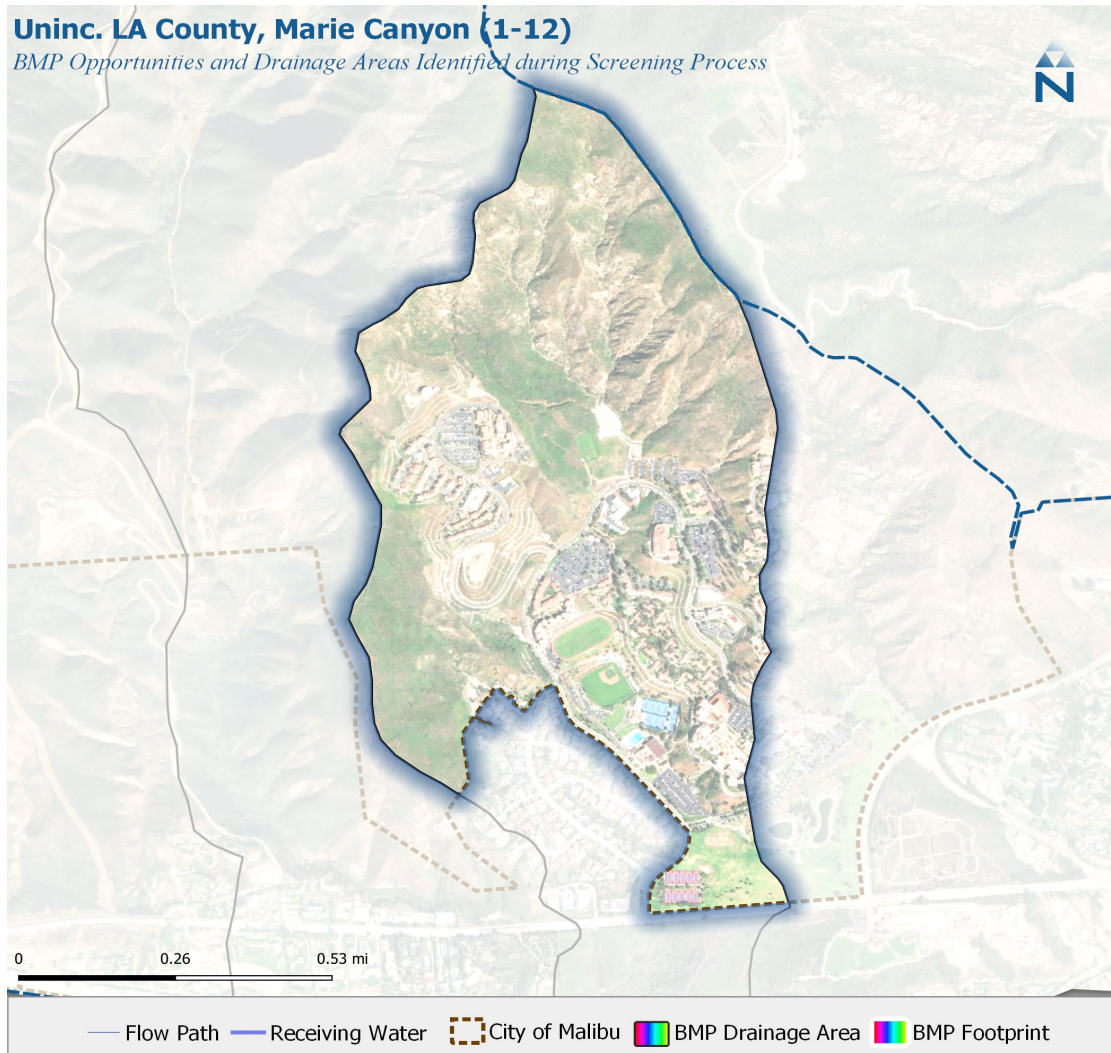 Uninc. LA County, Marie Canyon (1-12)
BMP Opportunities and Drainage Areas Identified during Screening Process
N
0 0.26 0.53 mi
Flow Path Receiving Water City of Malibu BMP Drainage Area BMP Footprint